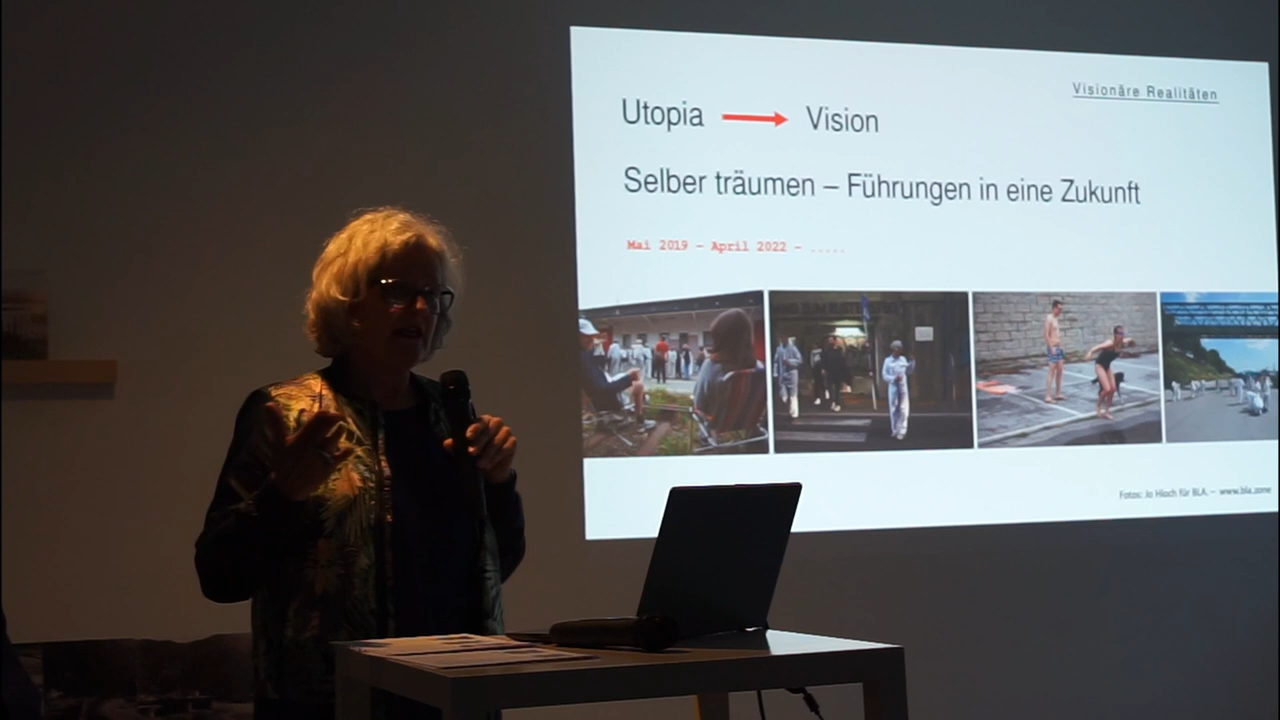 Visionäre Realitäten
Utopia → Vision
Selber träumen – Führungen in eine Zukunft
Mai 2019 – April 2022 – .....
Fotos: Jo Hloch für BLA. – www.bla.zone